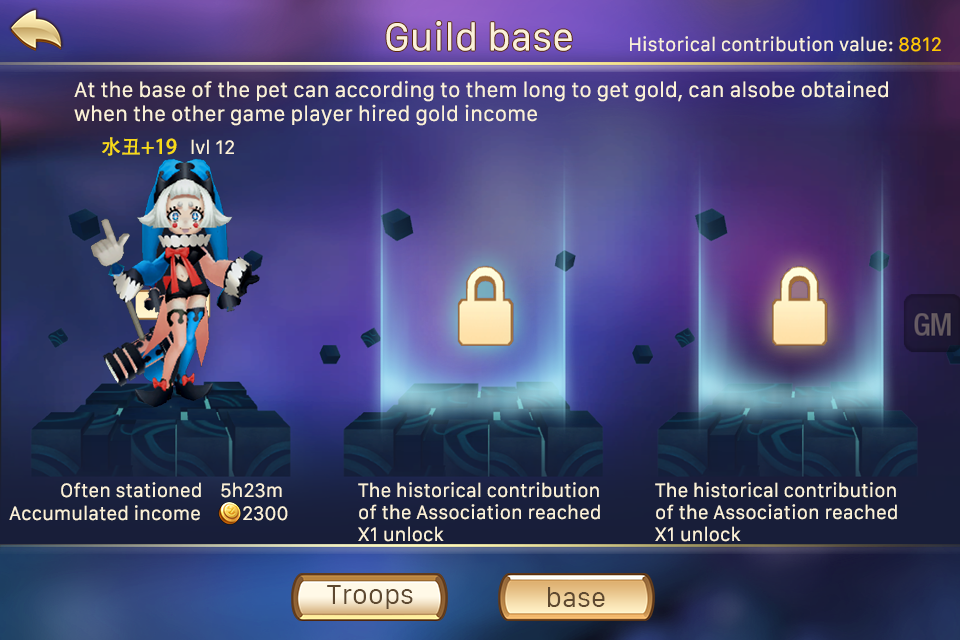 Guild base
Historical contribution value: 8812
At the base of the pet can according to them long to get gold, can alsobe obtained
when the other game player hired gold income
水丑+19 lvl 12
GM
Often stationed 5h23m
Accumulated income 2300
The historical contribution
of the Association reached
X1 unlock
The historical contribution
of the Association reached
X1 unlock
Troops
base